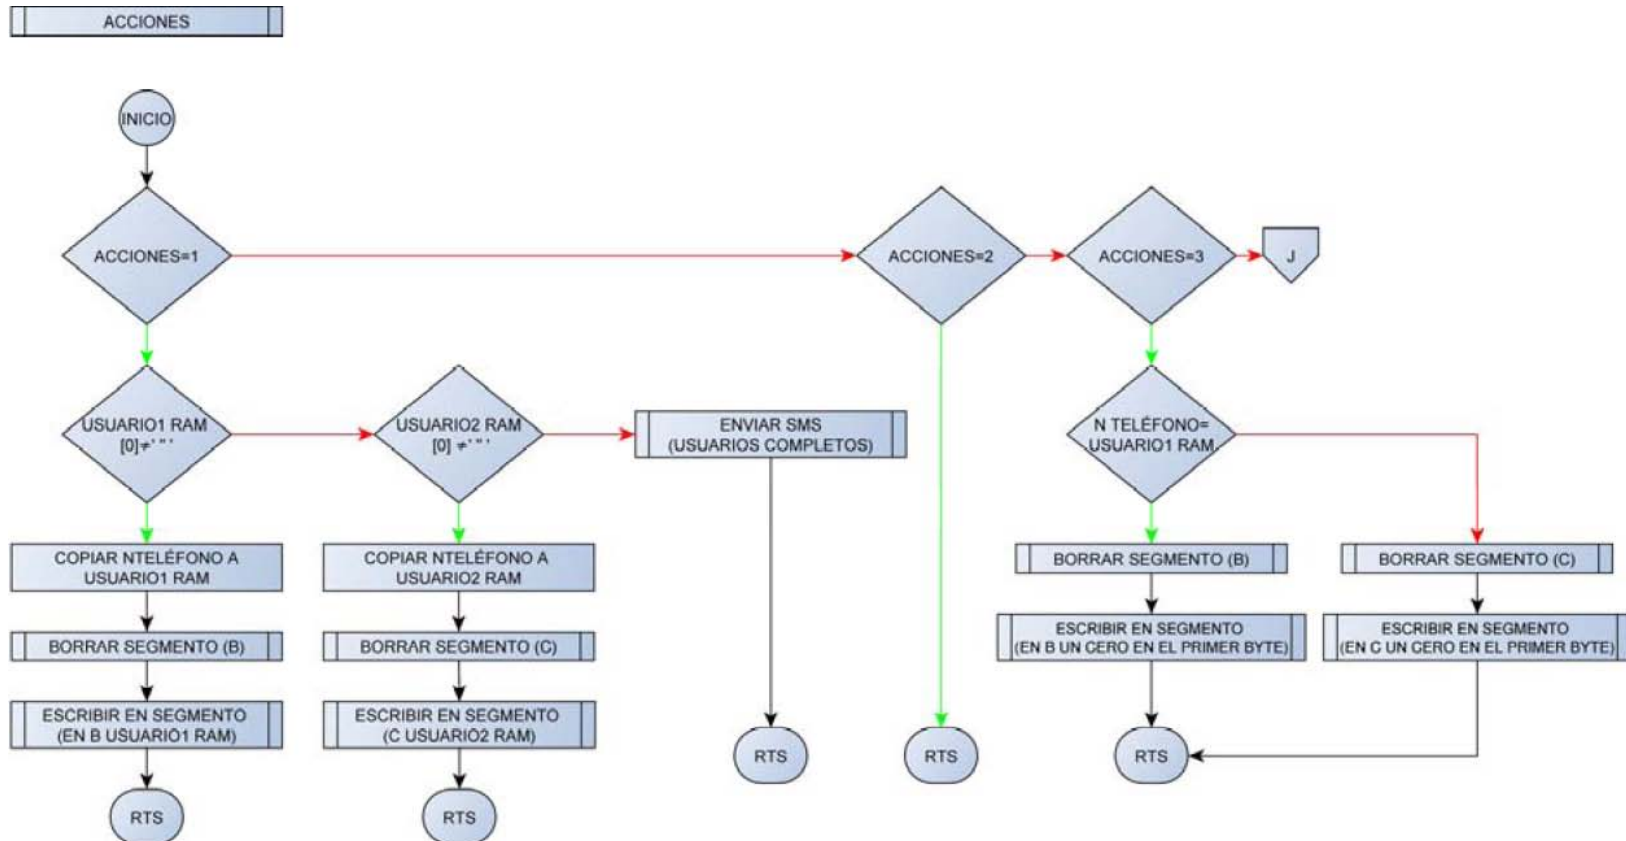 ACCIONES
INICIO
ACCIONES=1
ACCIONES=2
ACCIONES=3
J
USUARIO1 RAM
[0]≠' " '
USUARIO2 RAM
[0] ≠' " '
ENVIAR SMS
(USUARIOS COMPLETOS)
N TELÉFONO=
USUARIO1 RAM
COPIAR NTELÉFONO A
USUARIO1 RAM
COPIAR NTELÉFONO A
USUARIO2 RAM
BORRAR SEGMENTO (B)
BORRAR SEGMENTO (C)
BORRAR SEGMENTO (B)
BORRAR SEGMENTO (C)
ESCRIBIR EN SEGMENTO
(EN B UN CERO EN EL PRIMER BYTE)
ESCRIBIR EN SEGMENTO
(EN C UN CERO EN EL PRIMER BYTE)
ESCRIBIR EN SEGMENTO
(EN B USUARIO1 RAM)
ESCRIBIR EN SEGMENTO
(C USUARIO2 RAM)
RTS
RTS
RTS
RTS
RTS